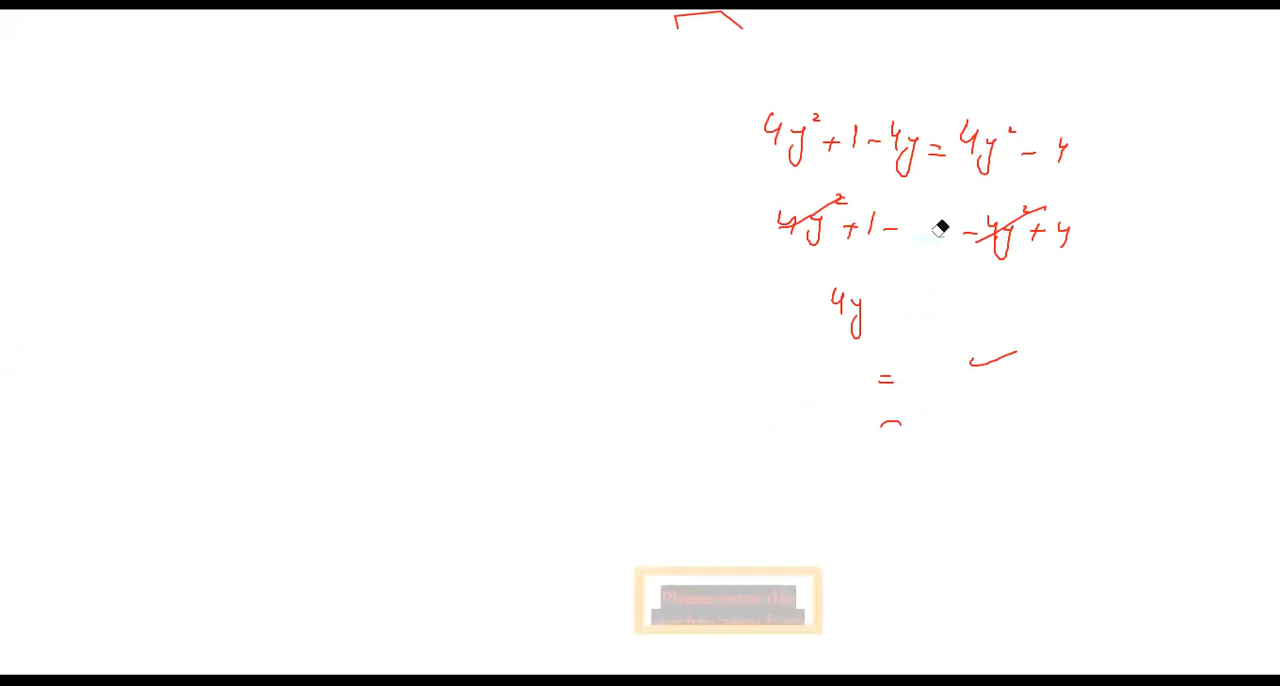 4y² + 1 - 4y = 4y² - 4
4y² + 1 - - 4y² + 4
4y
=